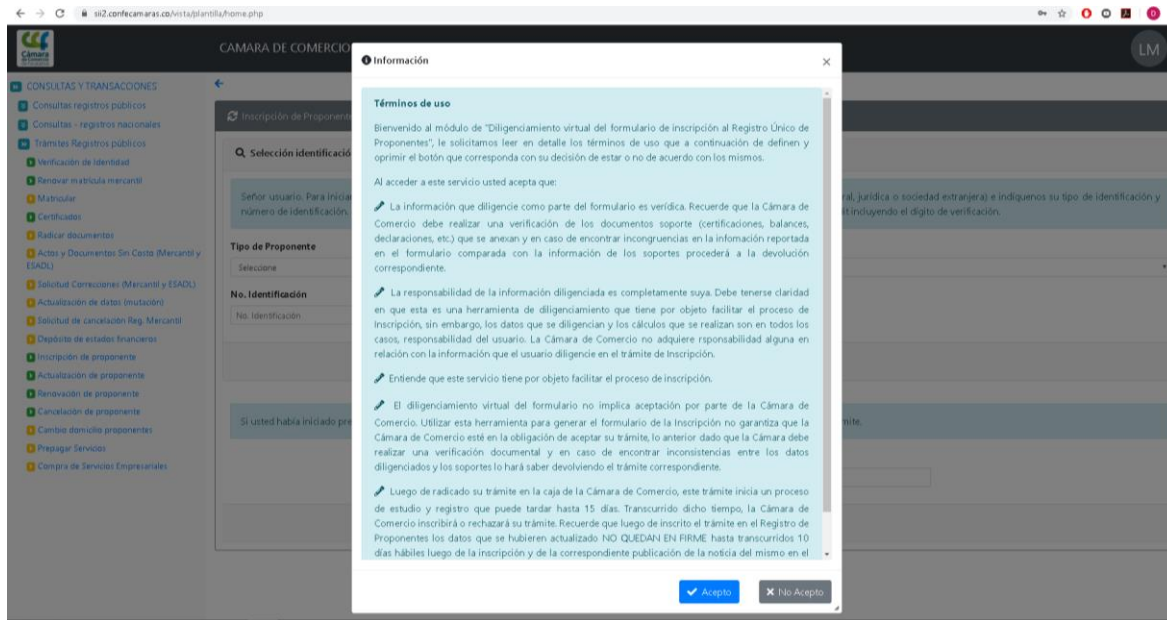 sii2.confecamaras.co/vista/plantilla/home.php
Cámara
CAMARA DE COMERCIO
LM
CONSULTAS Y TRANSACCIONES
Consultas registros públicos
Consultas - registros nacionales
Trámites Registros públicos
Verificación de Identidad
Renovar matrícula mercantil
Matricular
Certificados
Radicar documentos
Actos y Documentos Sin Costo (Mercantil y
ESADL)
Solicitud Correcciones (Mercantil y ESADL)
Actualización de datos (mutación)
Solicitud de cancelación Reg. Mercantil
Depósito de estados financieros
Inscripción de proponente
Actualización de proponente
Renovación de proponente
Cancelación de proponente
Cambio domicilio proponentes
Prepagar Servicios
Compra de Servicios Empresariales
Inscripción de Proponente
Selección identificació
Señor usuario. Para Inicia
ral, jurídica o sociedad extranjera) e indíquenos su tipo de identificación y
número de identificación.
it incluyendo el dígito de verificación.
Tipo de Proponente
Seleccione
No. Identificación
No. Identificación
Si usted había iniciado pre
mite.
Información
×
Términos de uso
Bienvenido al módulo de "Diligenciamiento virtual del formulario de inscripción al Registro Único de
Proponentes", le solicitamos leer en detalle los términos de uso que a continuación de definen y
oprimir el botón que corresponda con su decisión de estar o no de acuerdo con los mismos.
Al acceder a este servicio usted acepta que:
La información que diligencie como parte del formulario es verídica. Recuerde que la Cámara de
Comercio debe realizar una verificación de los documentos soporte (certificaciones, balances,
declaraciones, etc.) que se anexan y en caso de encontrar incongruencias en la infomación reportada
en el formulario comparada con la información de los soportes procederá a la devolución
correspondiente.
La responsabilidad de la información diligenciada es completamente suya. Debe tenerse claridad
en que esta es una herramienta de diligenciamiento que tiene por objeto facilitar el proceso de
Inscripción, sin embargo, los datos que se diligencian y los cálculos que se realizan son en todos los
casos, responsabilidad del usuario. La Cámara de Comercio no adquiere rsponsabilidad alguna en
relación con la información que el usuario diligencie en el trámite de Inscripción.
Entiende que este servicio tiene por objeto facilitar el proceso de inscripción.
El diligenciamiento virtual del formulario no implica aceptación por parte de la Cámara de
Comercio. Utilizar esta herramienta para generar el formulario de la Inscripción no garantiza que la
Cámara de Comercio esté en la obligación de aceptar su trámite, lo anterior dado que la Cámara debe
realizar una verificación documental y en caso de encontrar inconsistencias entre los datos
diligenciados y los soportes lo hará saber devolviendo el trámite correspondiente.
Luego de radicado su trámite en la caja de la Cámara de Comercio, este trámite inicia un proceso
de estudio y registro que puede tardar hasta 15 días. Transcurrido dicho tiempo, la Cámara de
Comercio inscribirá o rechazará su trámite. Recuerde que luego de inscrito el trámite en el Registro de
Proponentes los datos que se hubieren actualizado NO QUEDAN EN FIRME hasta transcurridos 10
días hábiles luego de la inscripción y de la correspondiente publicación de la noticia del mismo en el
Acepto
No Acepto